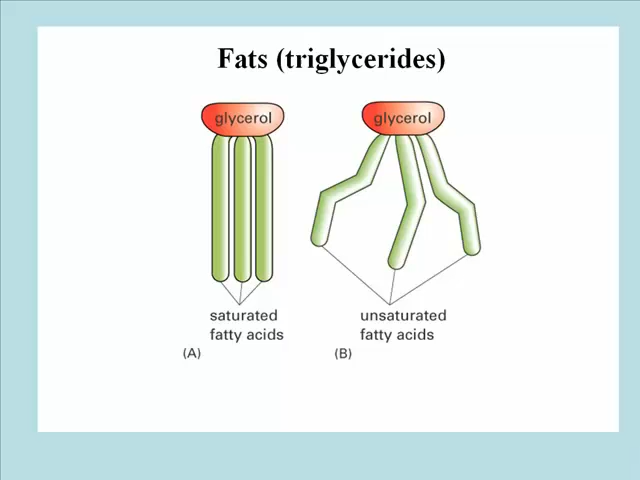 Fats (triglycerides)
glycerol
glycerol
saturated
fatty acids
unsaturated
fatty acids
(A)
(B)